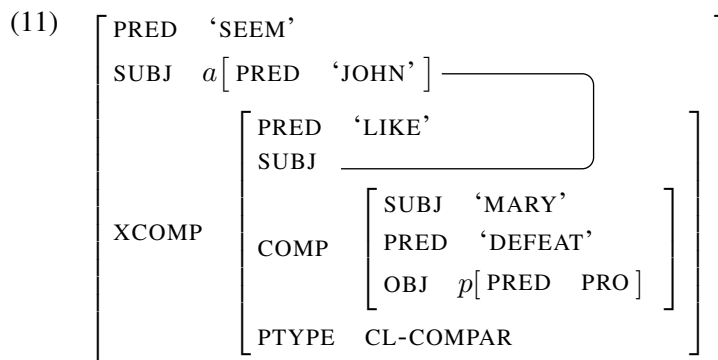 (11)
PRED ‘SEEM’
SUBJ a[ PRED ‘JOHN’ ]
PRED ‘LIKE’
SUBJ
XCOMP
COMP
SUBJ ‘MARY’
PRED ‘DEFEAT’
OBJ p[ PRED PRO ]
PTYPE CL-COMPAR